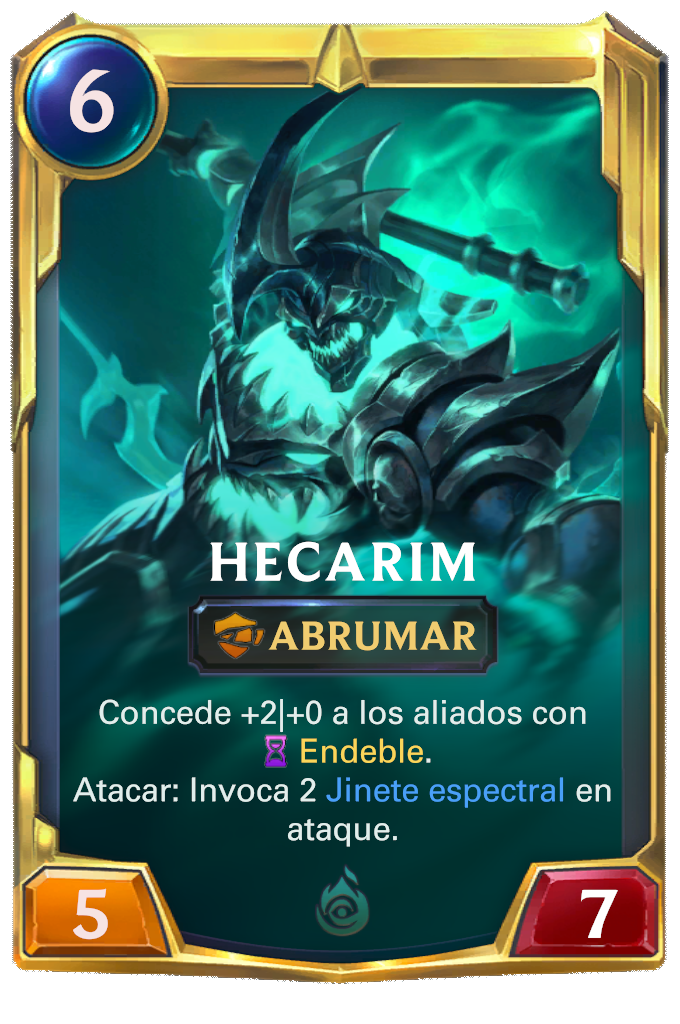 6
HECARIM
ABRUMAR
Concede +2|+0 a los aliados con
Endeble.
Atacar: Invoca 2 Jinete espectral en
ataque.
5
7